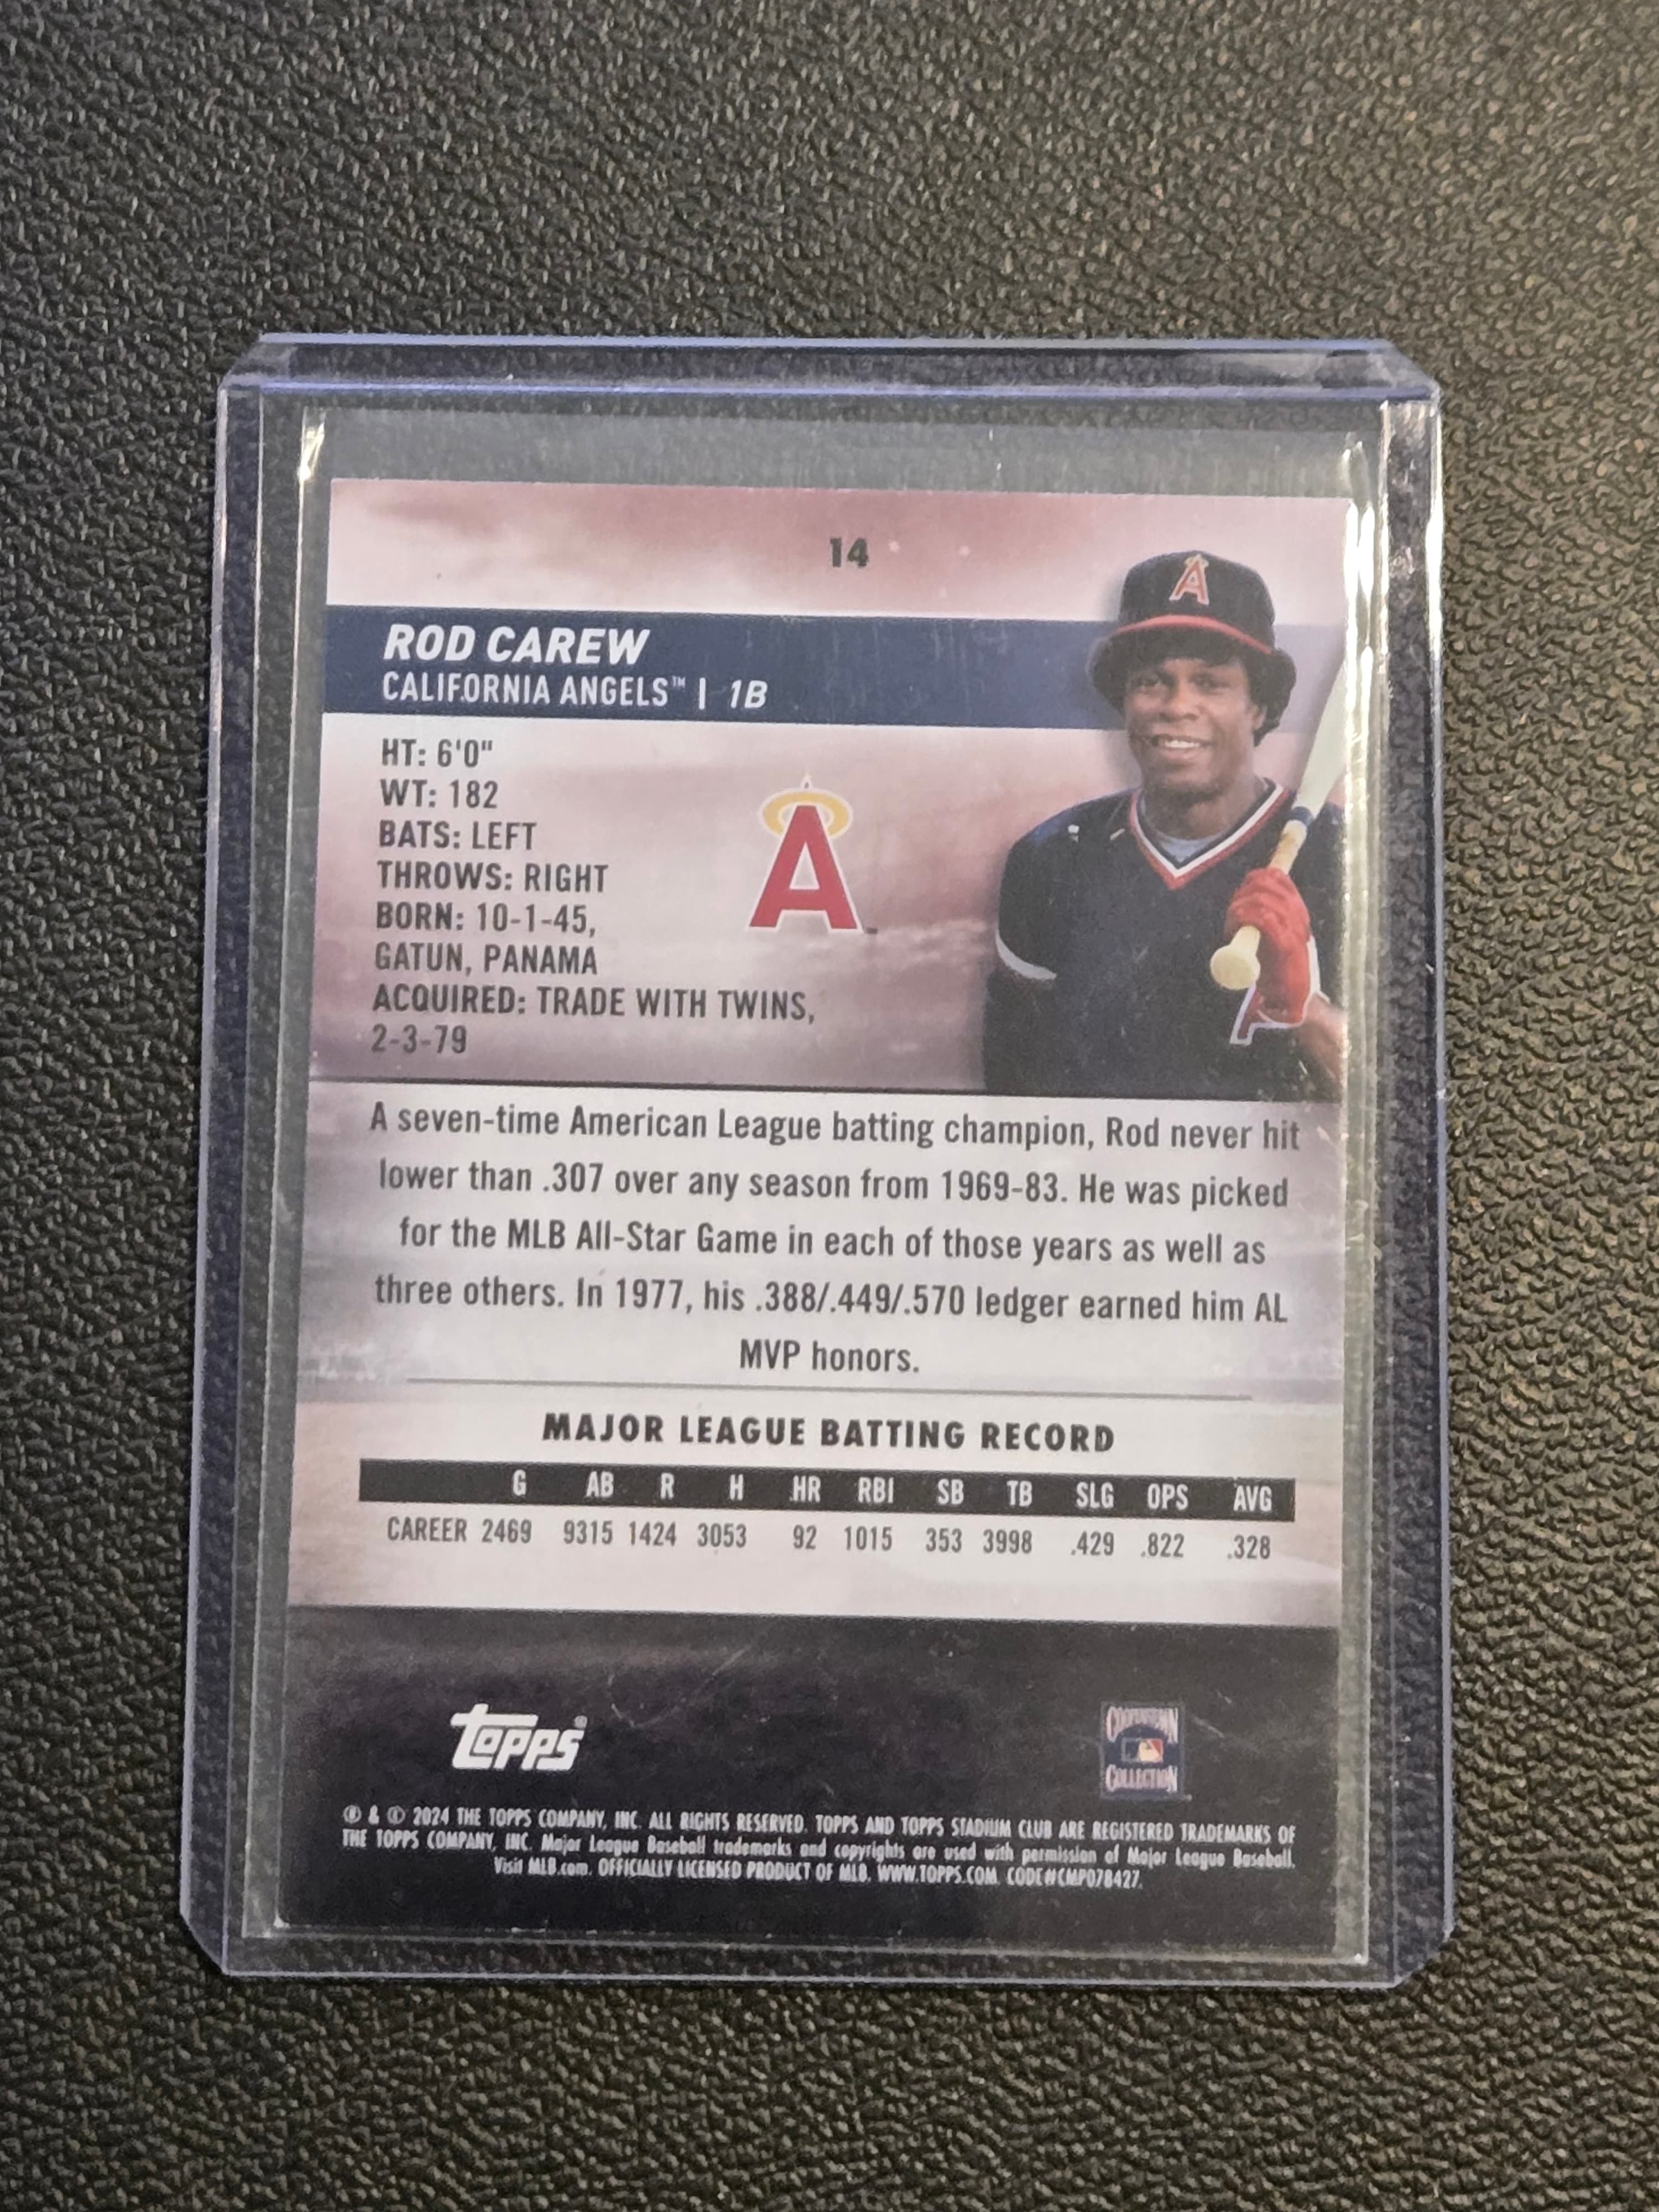 14
ROD CAREW
CALIFORNIA ANGELS™ | 1B
HT: 6'0"
WT: 182
BATS: LEFT
THROWS: RIGHT
BORN: 10-1-45,
GATUN, PANAMA
ACQUIRED: TRADE WITH TWINS,
2-3-79
A
A
A seven-time American League batting champion, Rod never hit
lower than .307 over any season from 1969-83. He was picked
for the MLB All-Star Game in each of those years as well as
three others. In 1977, his .388/.449/.570 ledger earned him AL
MVP honors.
MAJOR LEAGUE BATTING RECORD
G AB R H HR RBI SB TB SLG OPS AVG
CAREER 2469 9315 1424 3053 92 1015 353 3998 .429 .822 .328
topps®
COOPERSTOWN
COLLECTION
® & © 2024 THE TOPPS COMPANY, INC. ALL RIGHTS RESERVED. TOPPS AND TOPPS STADIUM CLUB ARE REGISTERED TRADEMARKS OF
THE TOPPS COMPANY, INC. Major League Baseball trademarks and copyrights are used with permission of Major League Baseball.
Visit MLB.com. OFFICIALLY LICENSED PRODUCT OF MLB. WWW.TOPPS.COM. CODE#CMP078427.